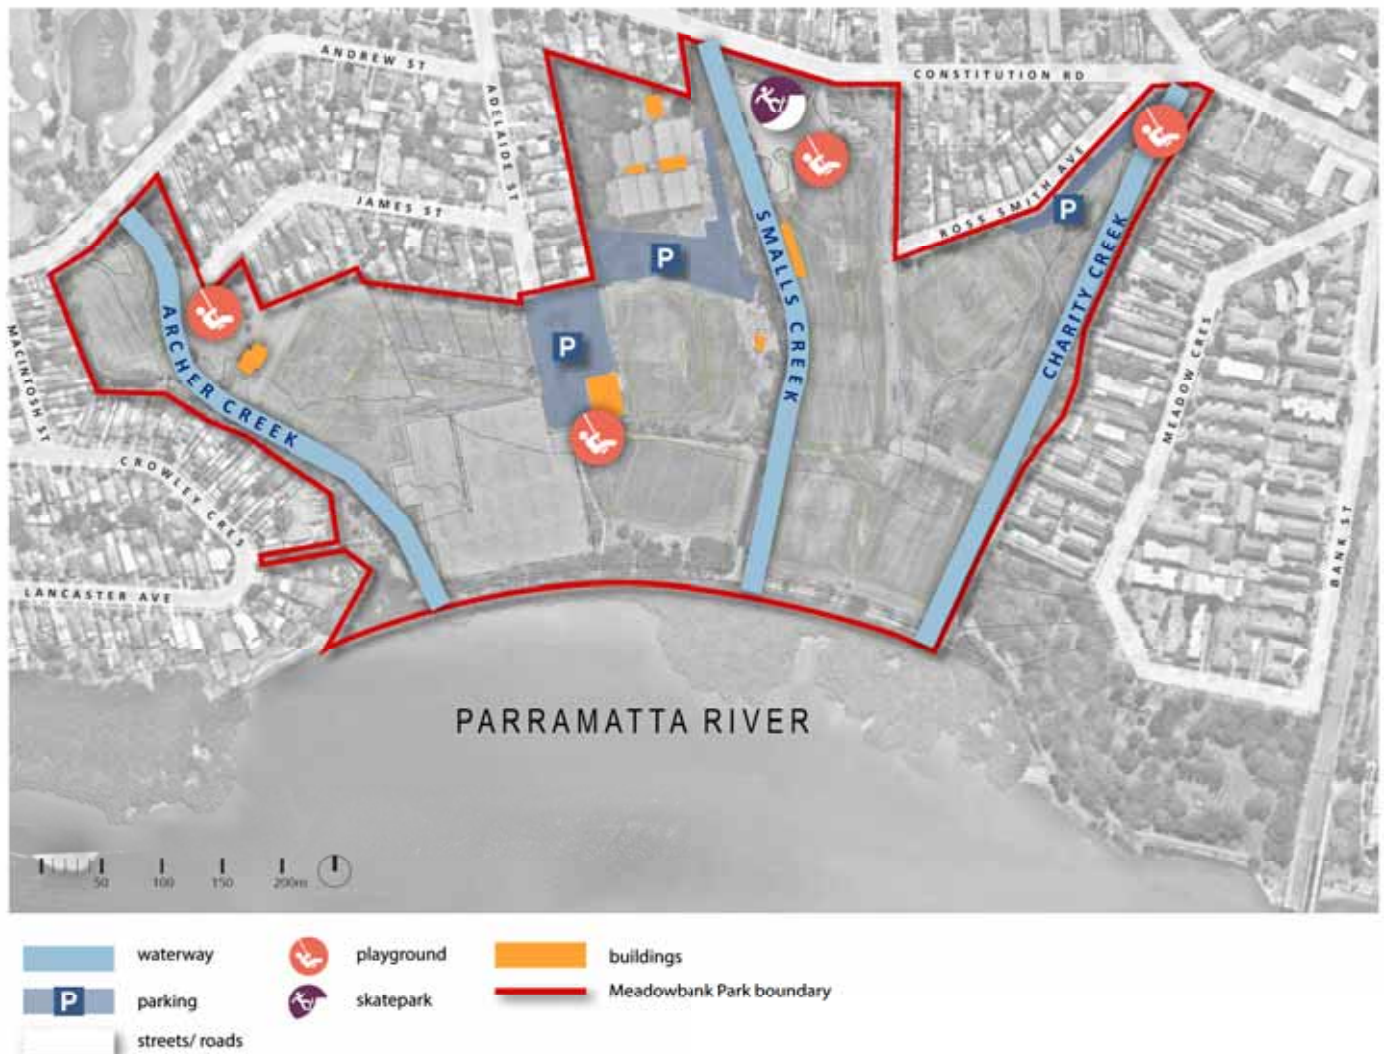 ANDREW ST
ADELAIDE ST
CONSTITUTION RD
JAMES ST
ROSS SMITH AVE
P
P
P
SMALLS CREEK
CHARITY CREEK
ARCHER CREEK
MACINTOSH ST
MEADOW CRES
CROWLEY CRES
BANK ST
LANCASTER AVE
PARRAMATTA RIVER
50 100 150 200m
waterway
playground
buildings
P parking
skatepark
Meadowbank Park boundary
streets/ roads